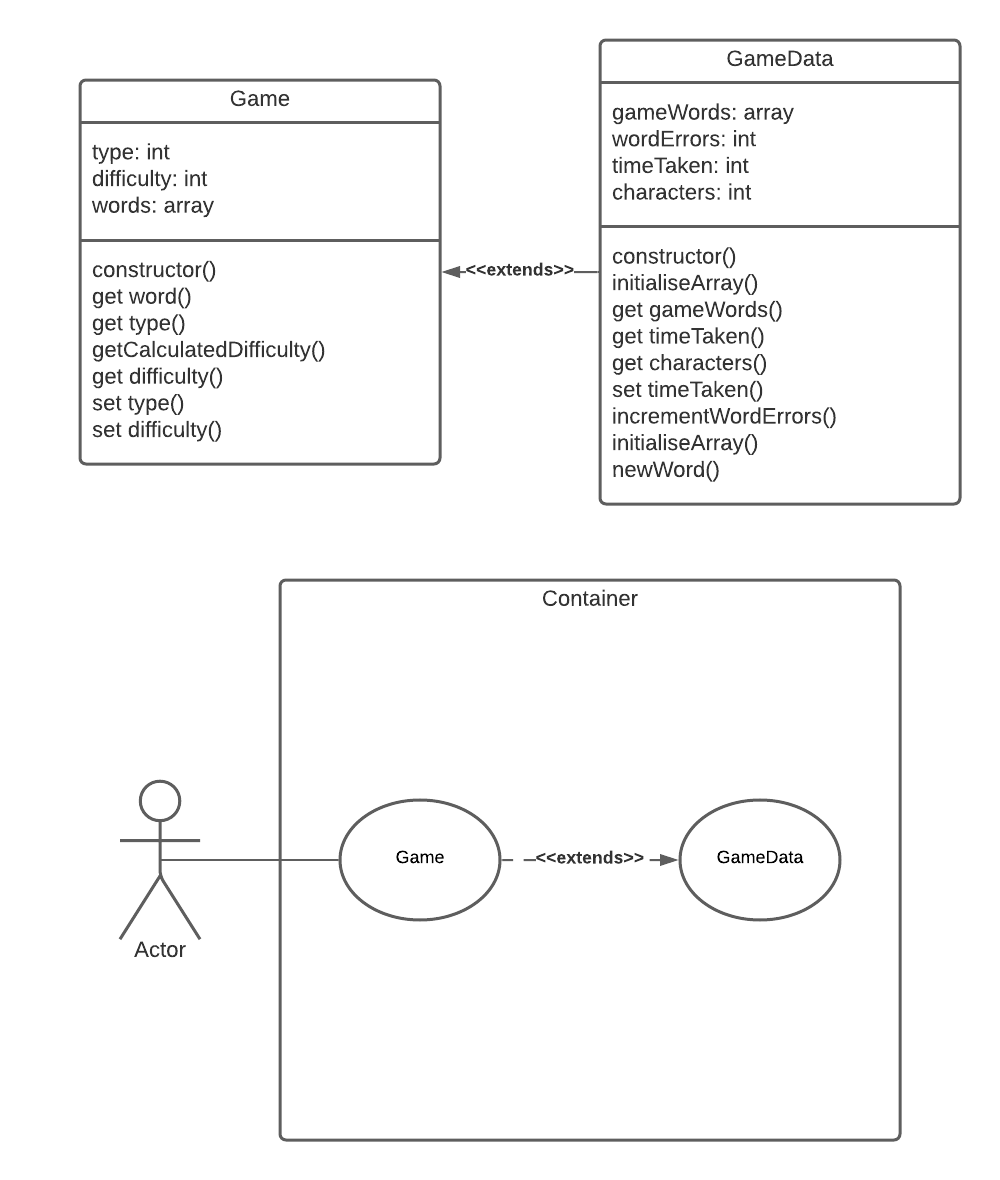 Game
type: int
difficulty: int
words: array
constructor()
get word()
get type()
getCalculatedDifficulty()
get difficulty()
set type()
set difficulty()
<<extends>>
GameData
gameWords: array
wordErrors: int
timeTaken: int
characters: int
constructor()
initialiseArray()
get gameWords()
get timeTaken()
get characters()
set timeTaken()
incrementWordErrors()
initialiseArray()
newWord()
Container
Actor
Game
<<extends>>
GameData